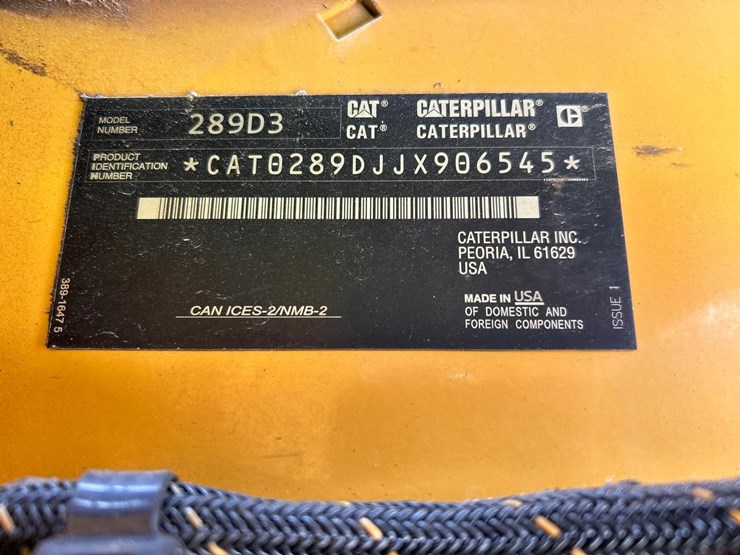 MODEL
NUMBER
289D3
CAT® CATERPILLAR®
CAT® CATERPILLAR®
C
PRODUCT
IDENTIFICATION
NUMBER
*CAT0289DJJX906545*
CATERPILLAR INC.
PEORIA, IL 61629
USA
CAN ICES-2/NMB-2
MADE IN USA
OF DOMESTIC AND
FOREIGN COMPONENTS
389-1647 5
ISSUE 1